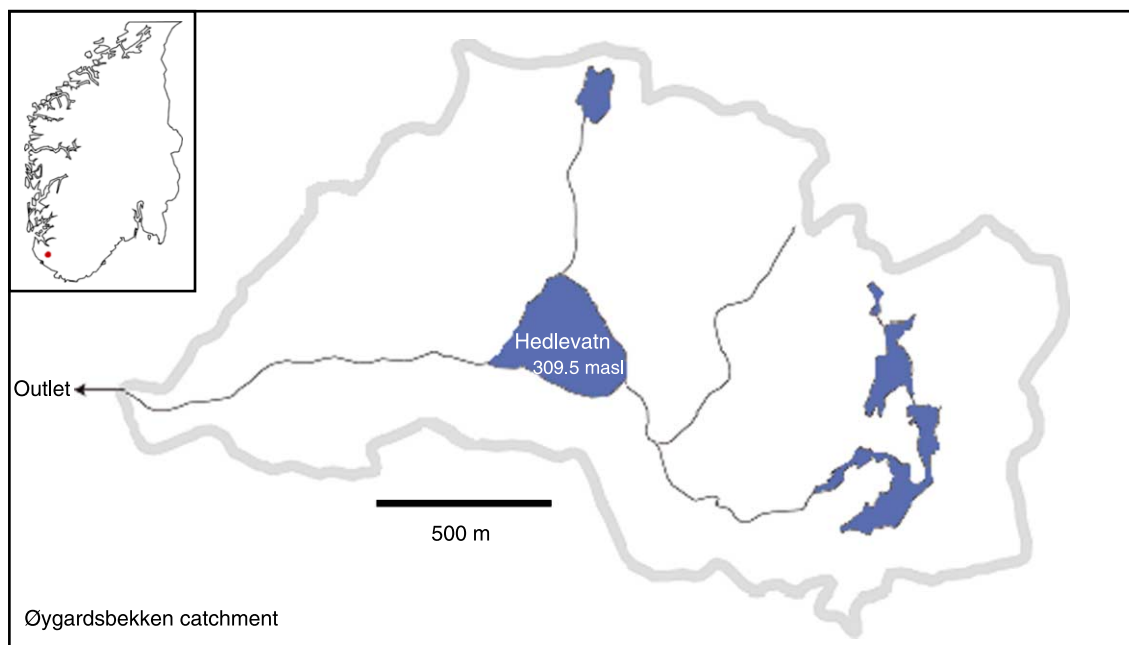 Hedlevatn
309.5 masl
Outlet
500 m
Øygardsbekken catchment